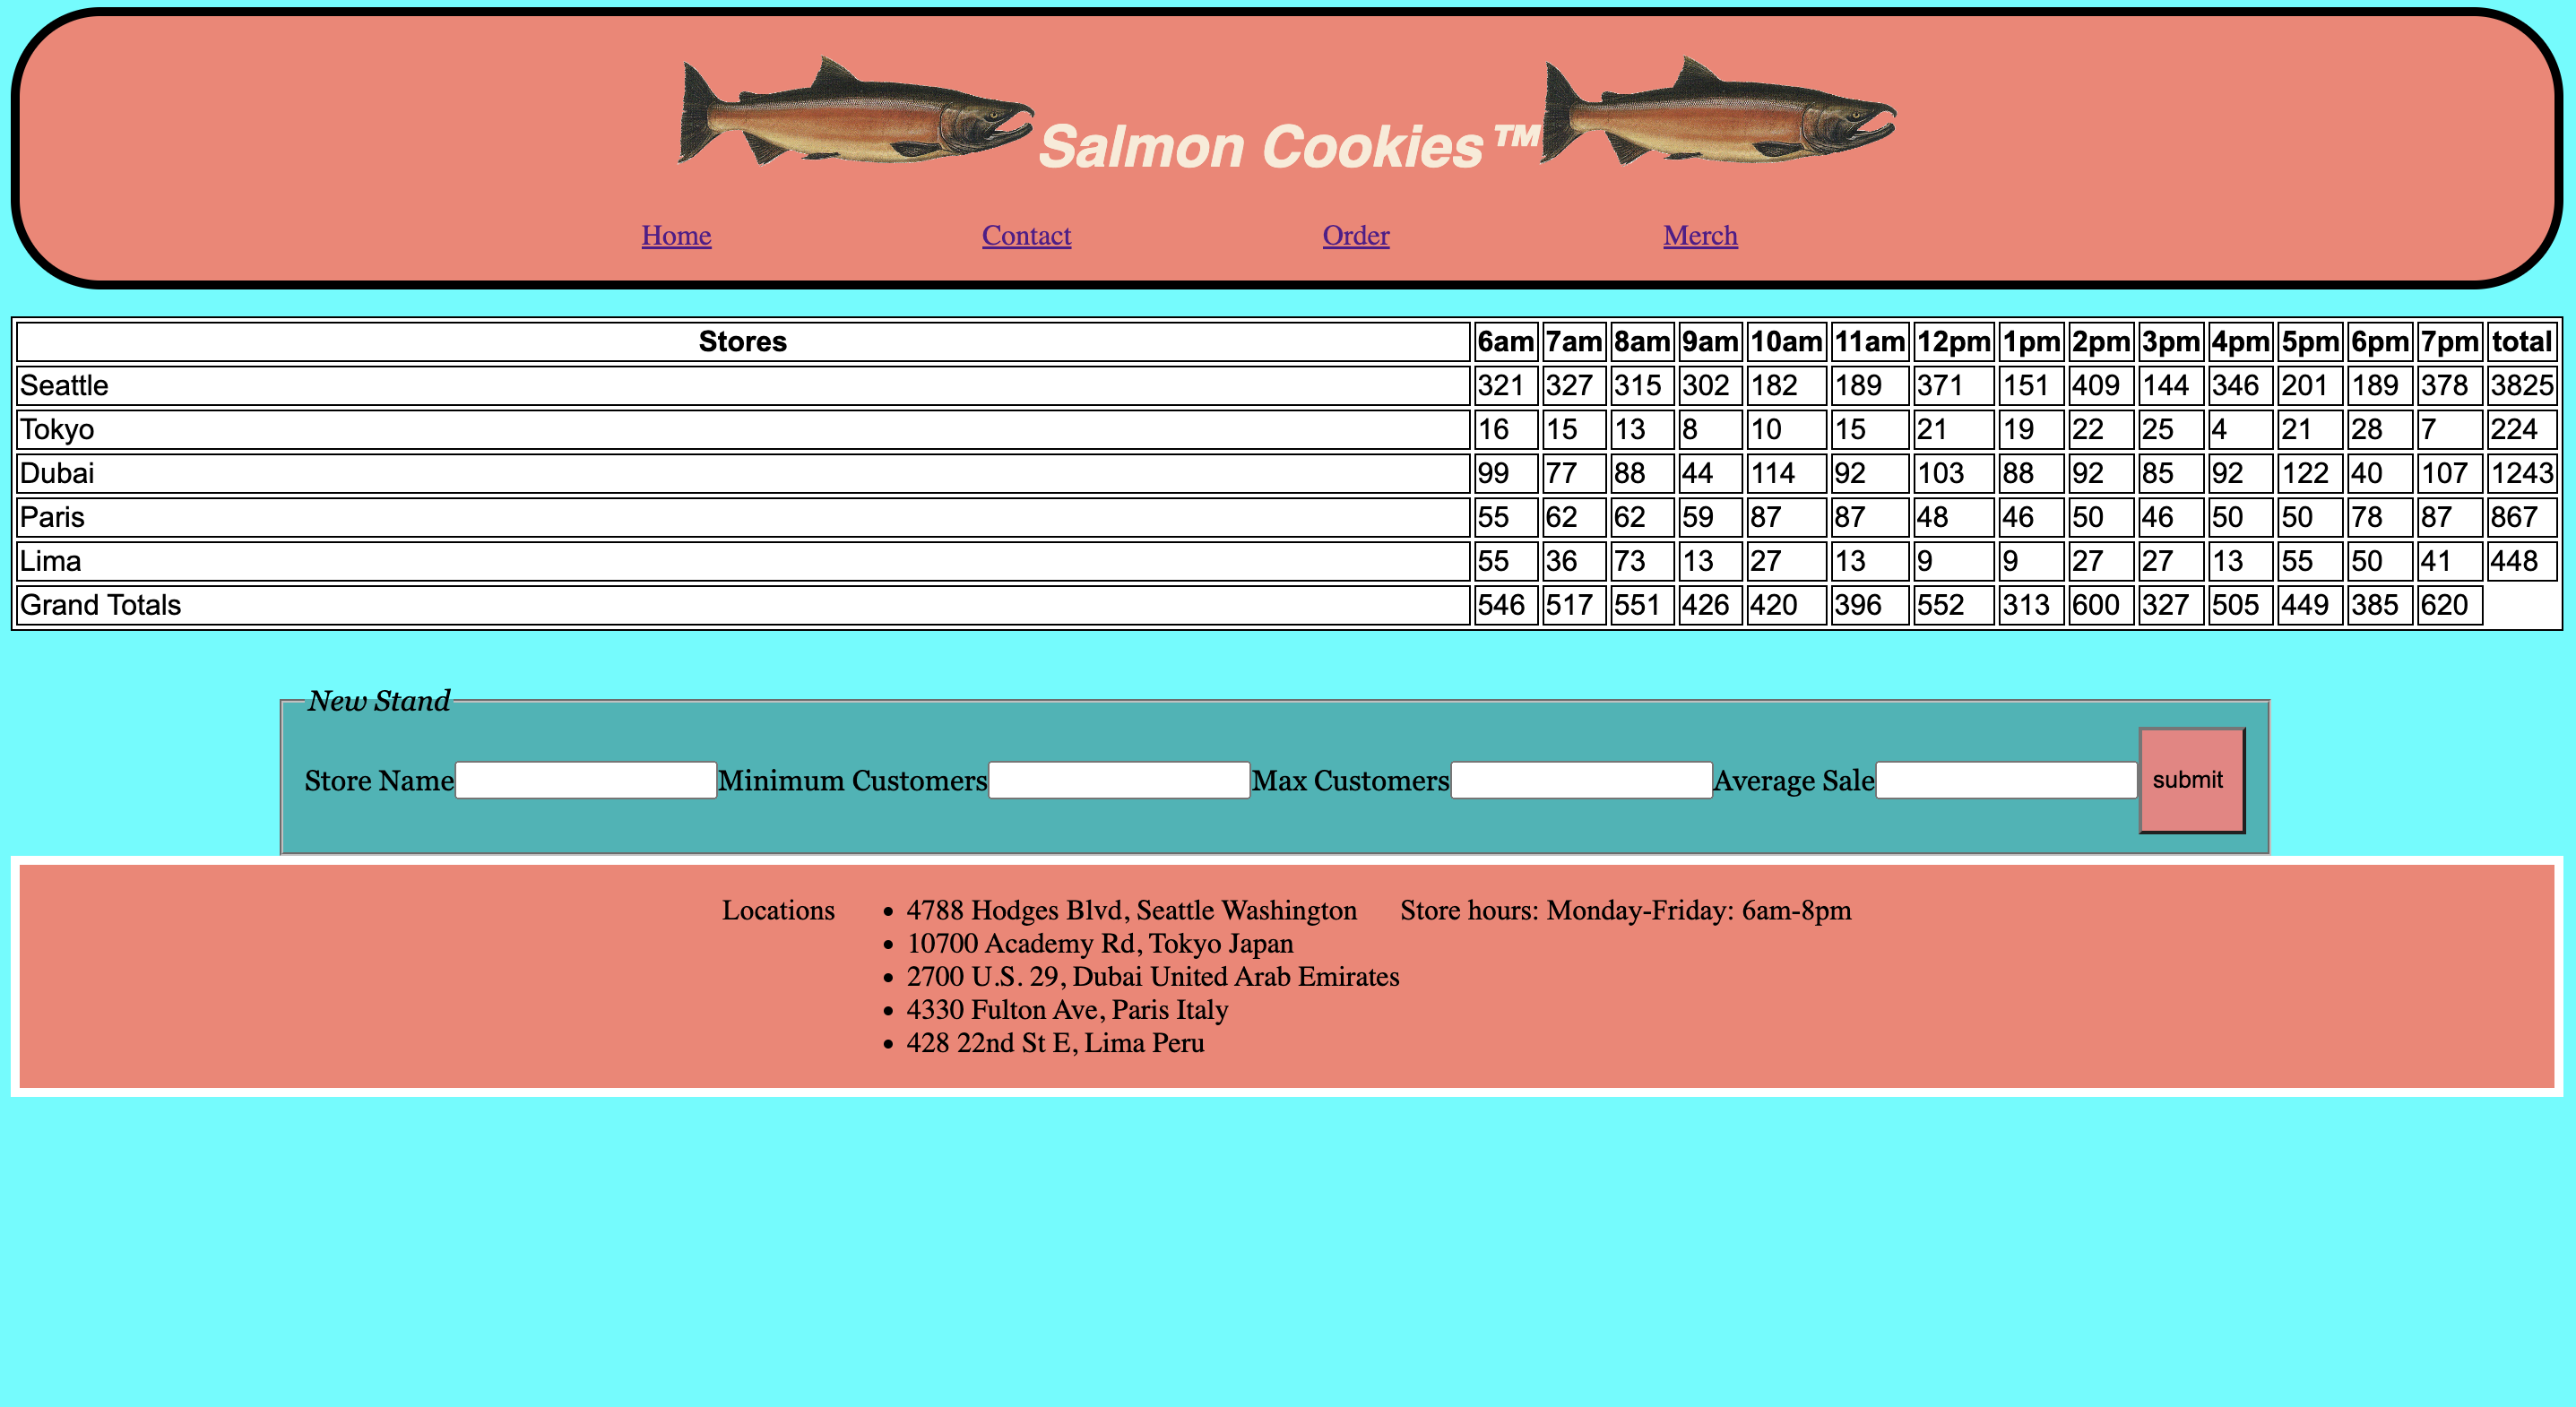 Salmon Cookies™
Home Contact Order Merch
Stores 6am 7am 8am 9am 10am 11am 12pm 1pm 2pm 3pm 4pm 5pm 6pm 7pm total
Seattle 321 327 315 302 182 189 371 151 409 144 346 201 189 378 3825
Tokyo 16 15 13 8 10 15 21 19 22 25 4 21 28 7 224
Dubai 99 77 88 44 114 92 103 88 92 85 92 122 40 107 1243
Paris 55 62 62 59 87 87 48 46 50 46 50 50 78 87 867
Lima 55 36 73 13 27 13 9 9 27 27 13 55 50 41 448
Grand Totals 546 517 551 426 420 396 552 313 600 327 505 449 385 620
New Stand
Store Name Minimum Customers Max Customers Average Sale submit
Locations • 4788 Hodges Blvd, Seattle Washington Store hours: Monday-Friday: 6am-8pm
• 10700 Academy Rd, Tokyo Japan
• 2700 U.S. 29, Dubai United Arab Emirates
• 4330 Fulton Ave, Paris Italy
• 428 22nd St E, Lima Peru